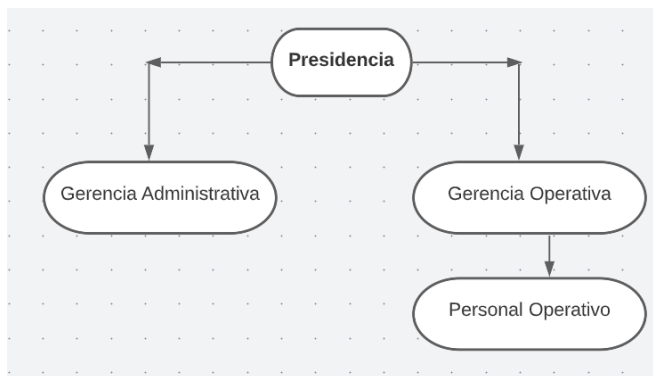 Presidencia
Gerencia Administrativa
Gerencia Operativa
Personal Operativo